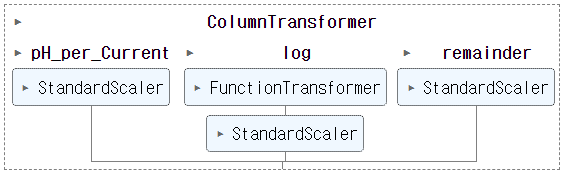 ColumnTransformer
pH_per_Current
log
remainder
StandardScaler
FunctionTransformer
StandardScaler
StandardScaler